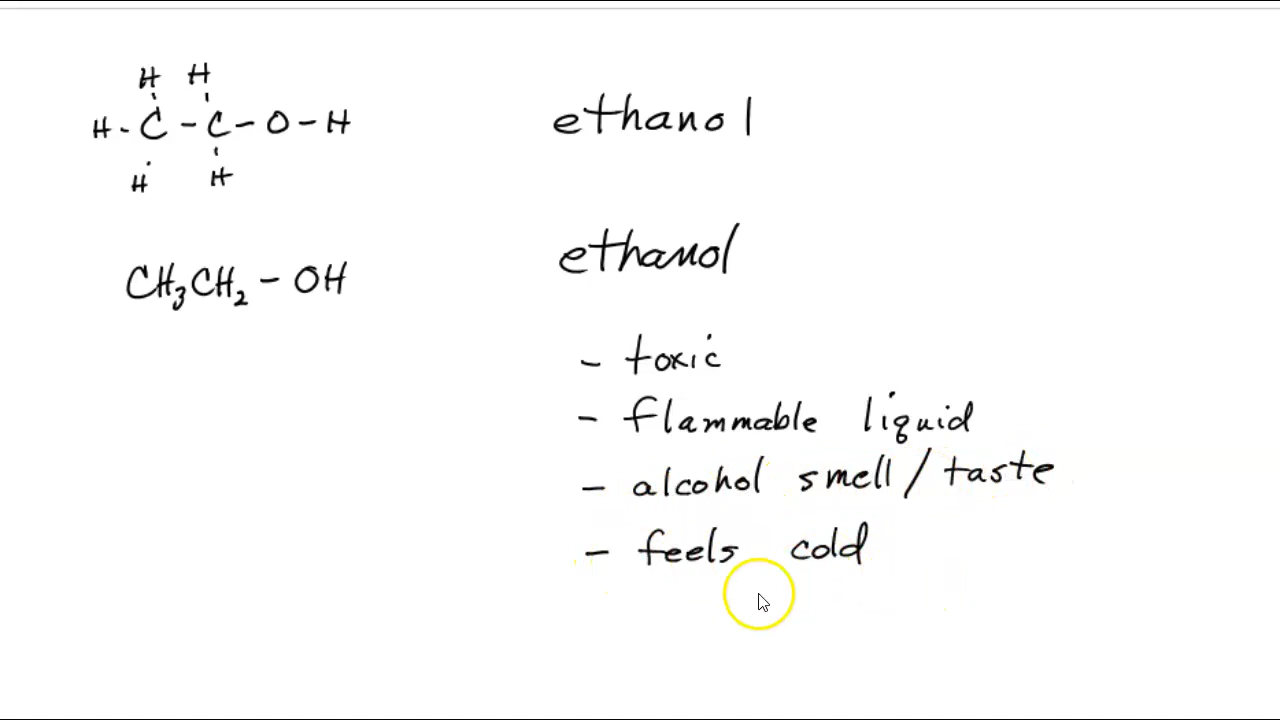 H H
H - C - C - O - H
H H
ethanol
CH₃CH₂ - OH
ethanol
- toxic
- flammable liquid
- alcohol smell/taste
- feels cold